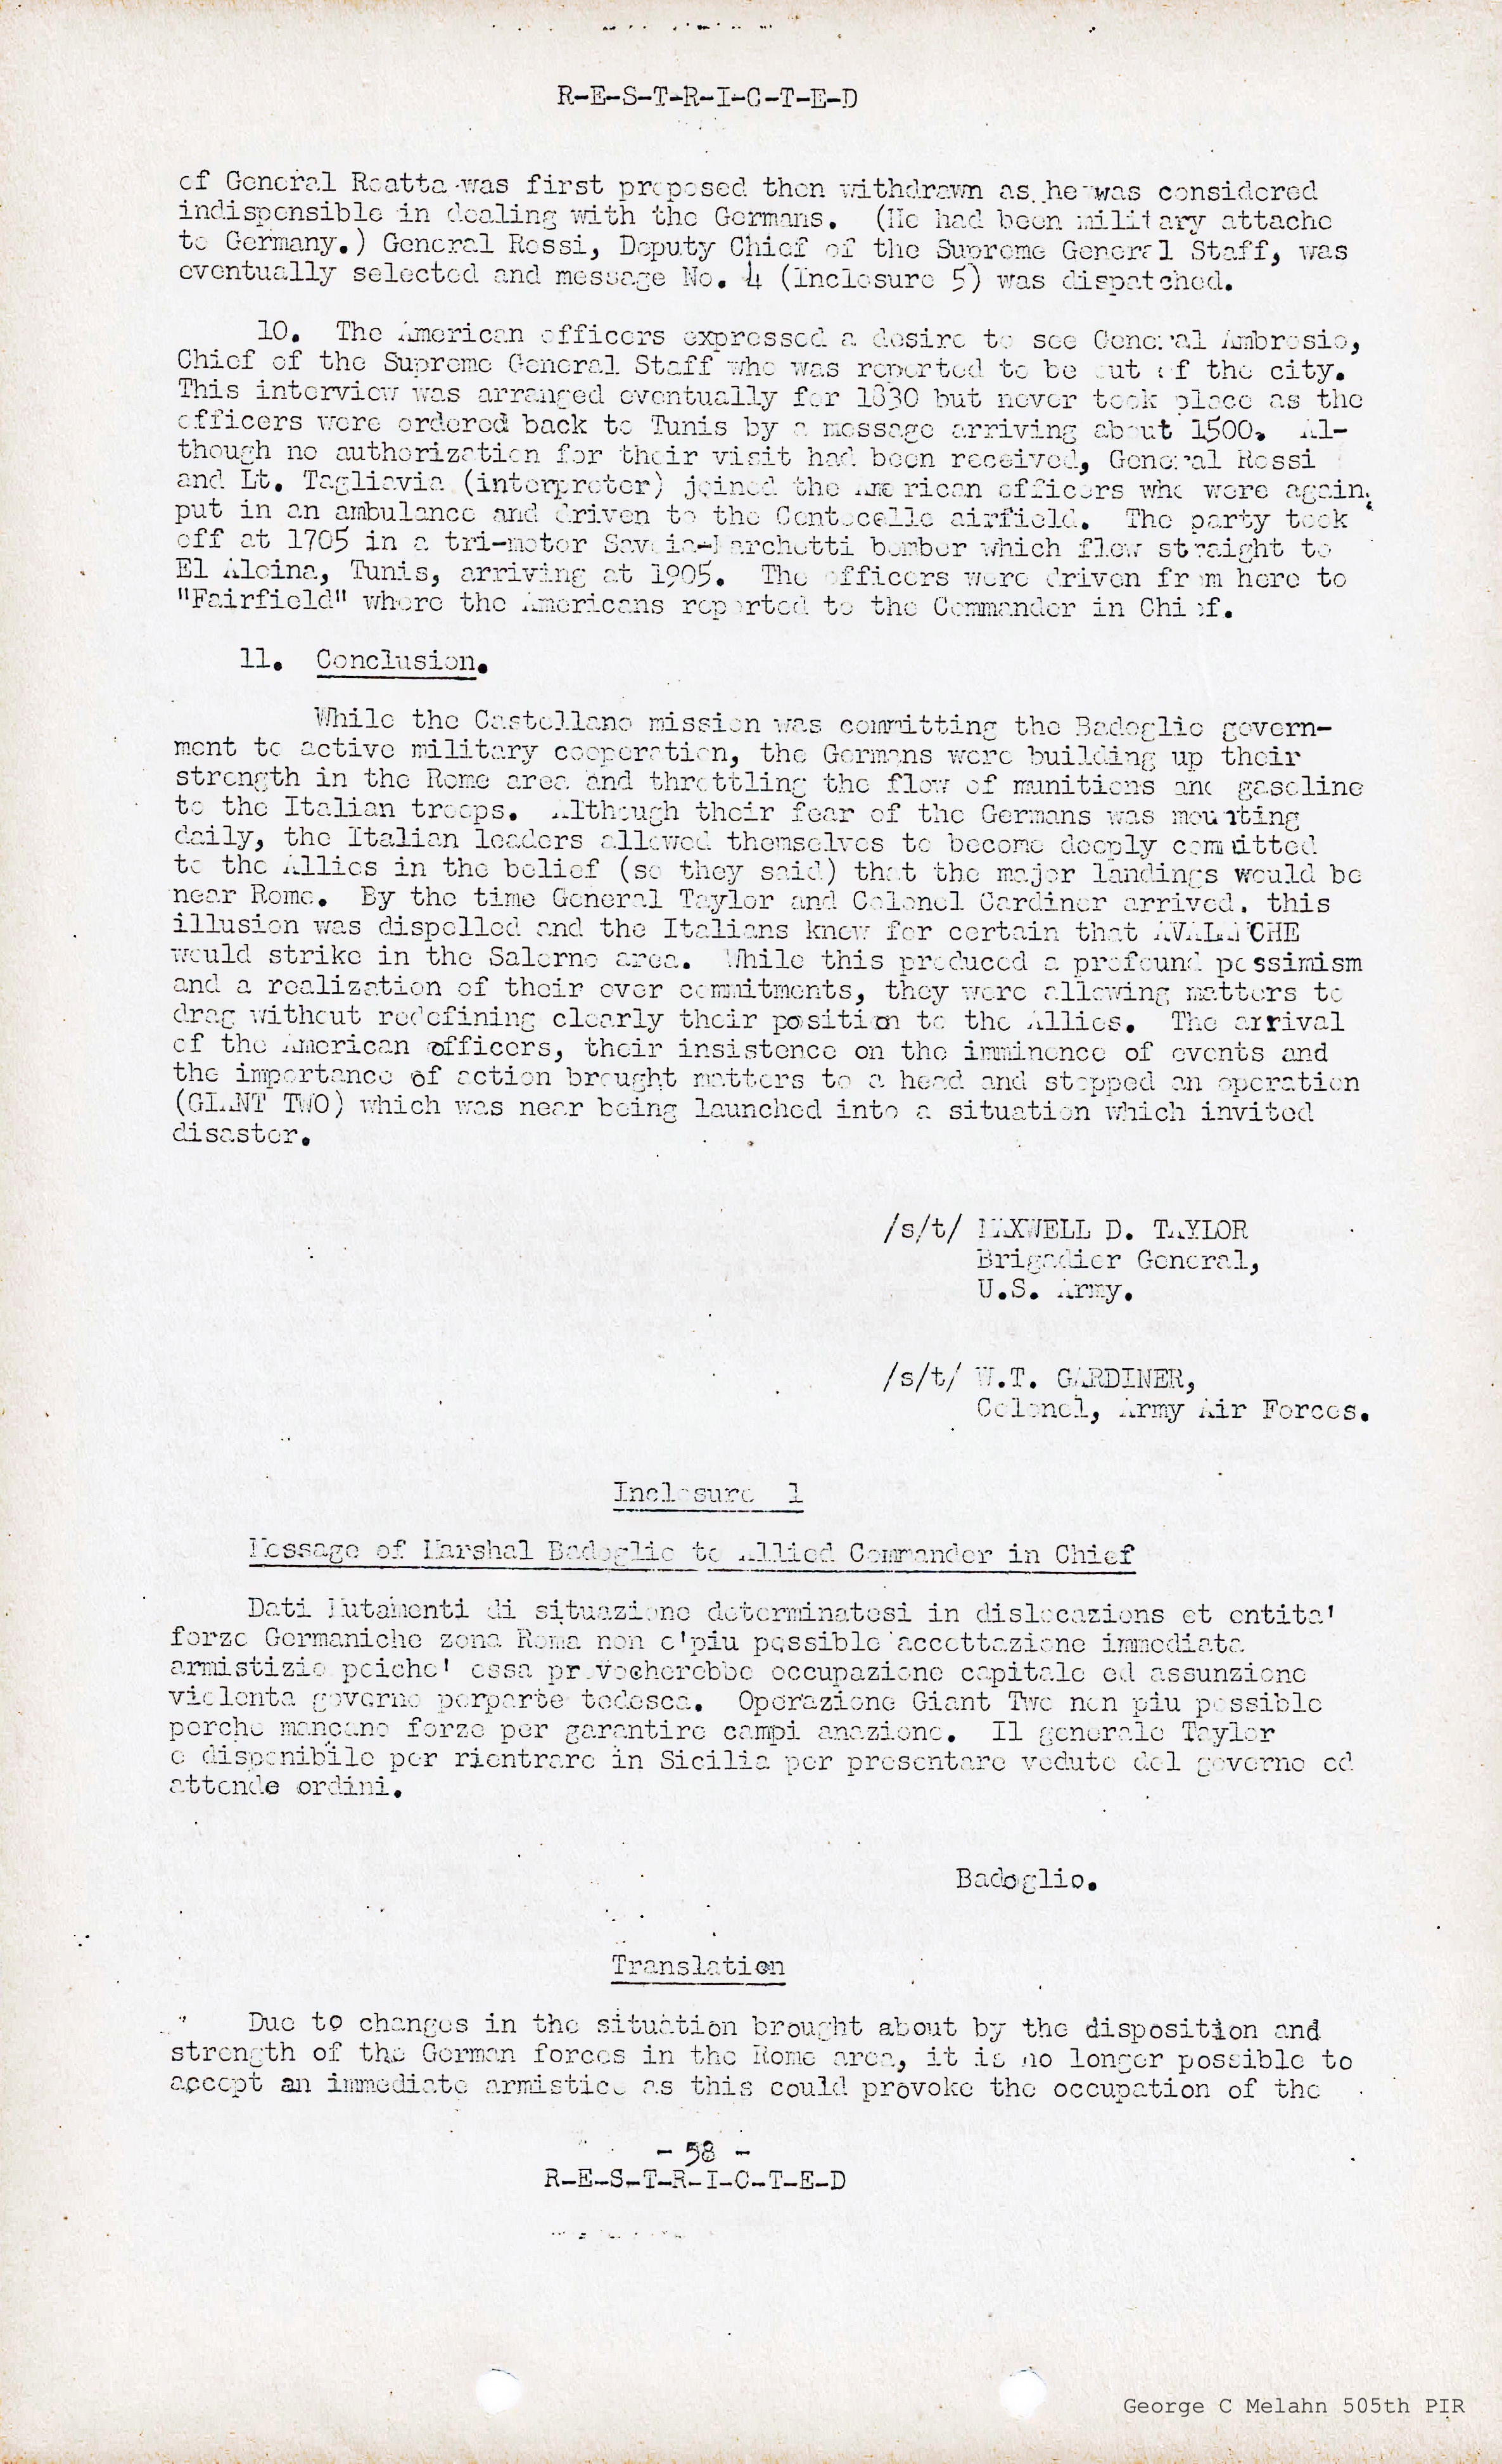 R-E-S-T-R-I-C-T-E-D
of General Roatta was first proposed then withdrawn as he was considered
indispensible in dealing with the Germans. (He had been military attache
to Germany.) General Rossi, Deputy Chief of the Supreme General Staff, was
eventually selected and message No. 4 (Inclosure 5) was dispatched.
10. The American officers expressed a desire to see General Ambrosio,
Chief of the Supreme General Staff who was reported to be out of the city.
This interview was arranged eventually for 1830 but never took place as the
officers were ordered back to Tunis by a message arriving about 1500. Al-
though no authorization for their visit had been received, General Rossi
and Lt. Tagliavia (interpreter) joined the American officers who were again
put in an ambulance and driven to the Centocelle airfield. The party took
off at 1705 in a tri-motor Savoia-Marchetti bomber which flew straight to
El Aloina, Tunis, arriving at 1905. The officers were driven from here to
"Fairfield" where the Americans reported to the Commander in Chief.
11. Conclusion.
While the Castellano mission was committing the Badoglio govern-
ment to active military cooperation, the Germans were building up their
strength in the Rome area and throttling the flow of munitions and gasoline
to the Italian troops. Although their fear of the Germans was mounting
daily, the Italian leaders allowed themselves to become deeply committed
to the Allies in the belief (so they said) that the major landings would be
near Rome. By the time General Taylor and Colonel Gardiner arrived, this
illusion was dispelled and the Italians knew for certain that AVALANCHE
would strike in the Salerno area. While this produced a profound pessimism
and a realization of their over commitments, they were allowing matters to
drag without redefining clearly their position to the Allies. The arrival
of the American officers, their insistence on the imminence of events and
the importance of action brought matters to a head and stopped an operation
(GIANT TWO) which was near being launched into a situation which invited
disaster.
/s/t/ MAXWELL D. TAYLOR
Brigadier General,
U.S. Army.
/s/t/ W.T. GARDINER,
Colonel, Army Air Forces.
Inclosure 1
Message of Marshal Badoglio to Allied Commander in Chief
Dati Mutamenti di situazione determinatesi in dislocazions et entita'
forze Germaniche zona Roma non e'piu possible accettazione immediata
armistizio poiche' essa provocherebbe occupazione capitale ed assunzione
violenta governo perparte tedesca. Operazione Giant Two non piu possible
perche mancano forze per garantire campi anazione. Il generale Taylor
e disponibile per rientrare in Sicilia per presentare vedute del governo ed
attende ordini.
Badoglio.
Translation
Due to changes in the situation brought about by the disposition and
strength of the German forces in the Rome area, it is no longer possible to
accept an immediate armistice as this could provoke the occupation of the
- 58 -
R-E-S-T-R-I-C-T-E-D
George C Melahn 505th PIR